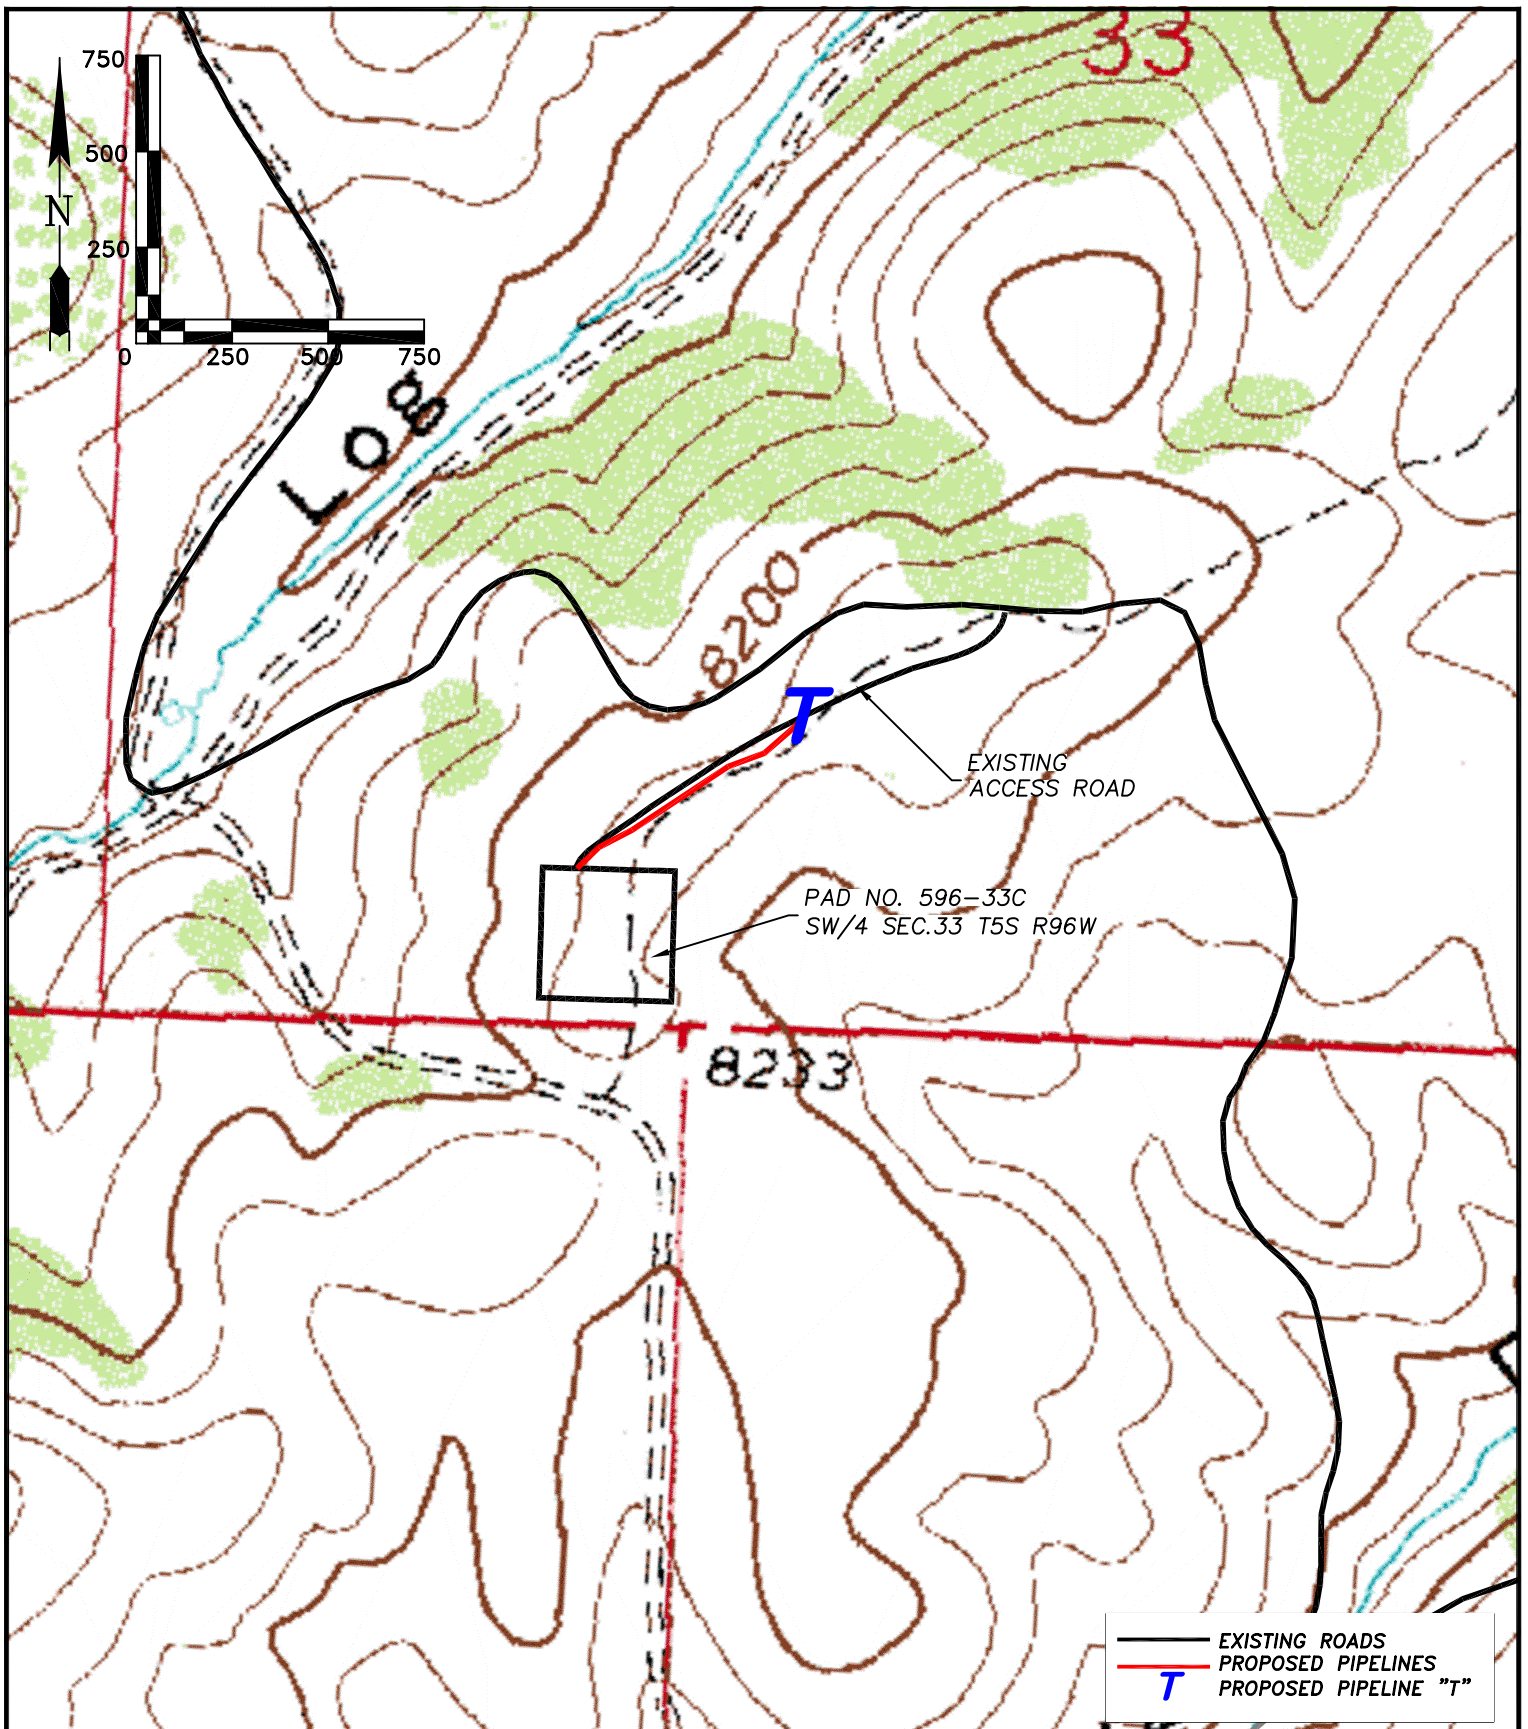 33
750
500
N
250
0 250 500 750
Log
8200
EXISTING
ACCESS ROAD
PAD NO. 596-33C
SW/4 SEC.33 T5S R96W
8233
EXISTING ROADS
PROPOSED PIPELINES
T PROPOSED PIPELINE "T"
T